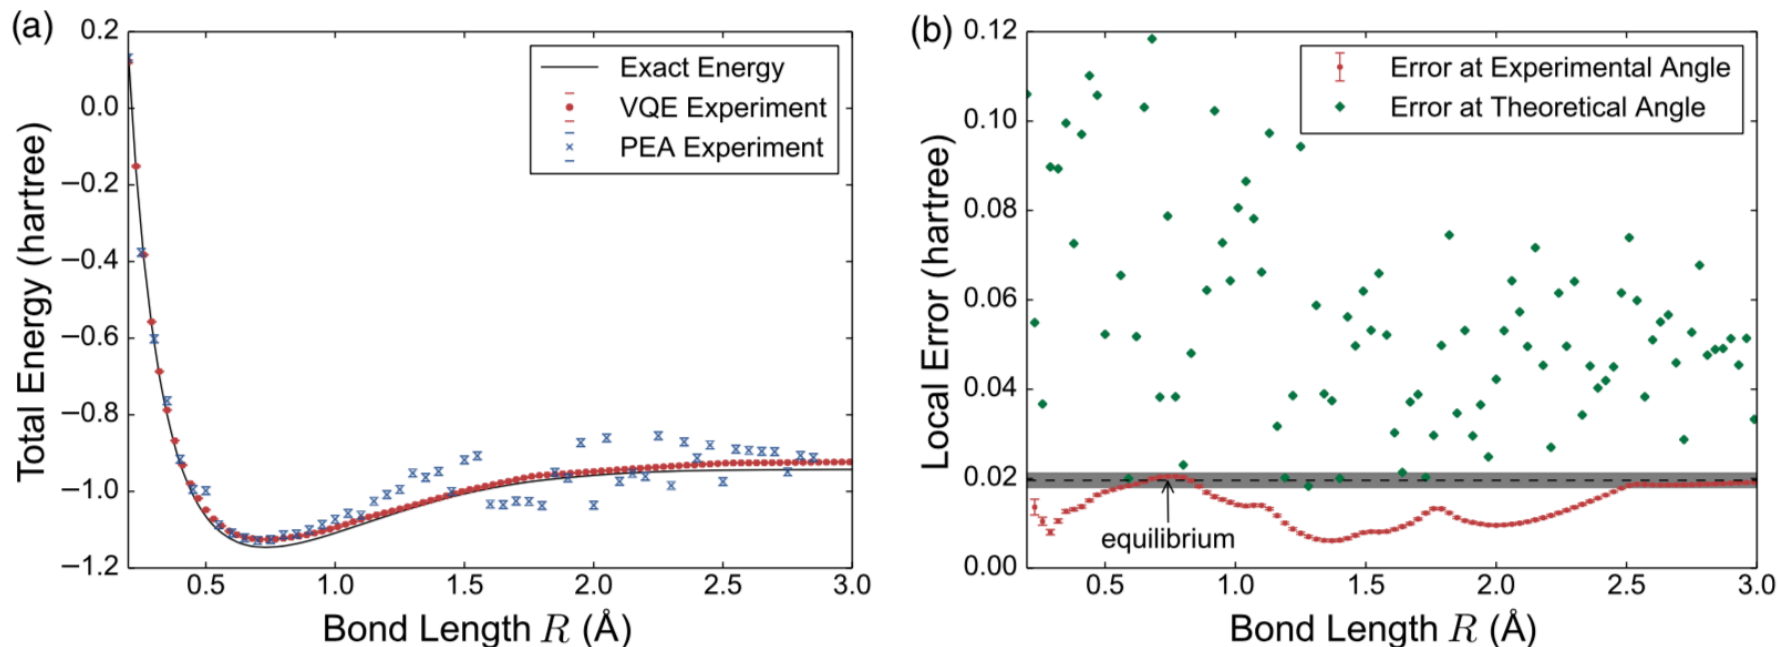 (a)
Total Energy (hartree)
0.2
0.0
−0.2
−0.4
−0.6
−0.8
−1.0
−1.2
Exact Energy
VQE Experiment
PEA Experiment
0.5 1.0 1.5 2.0 2.5 3.0
Bond Length R (Å)
(b)
Local Error (hartree)
0.12
0.10
0.08
0.06
0.04
0.02
0.00
Error at Experimental Angle
Error at Theoretical Angle
equilibrium
0.5 1.0 1.5 2.0 2.5 3.0
Bond Length R (Å)